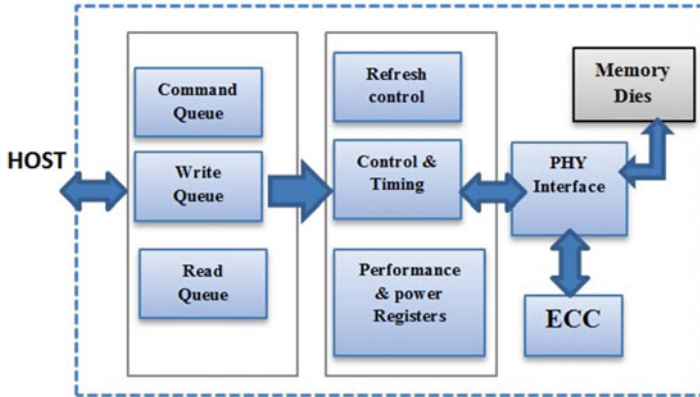 HOST
Command
Queue
Write
Queue
Read
Queue
Refresh
control
Control &
Timing
Performance
& power
Registers
PHY
Interface
Memory
Dies
ECC